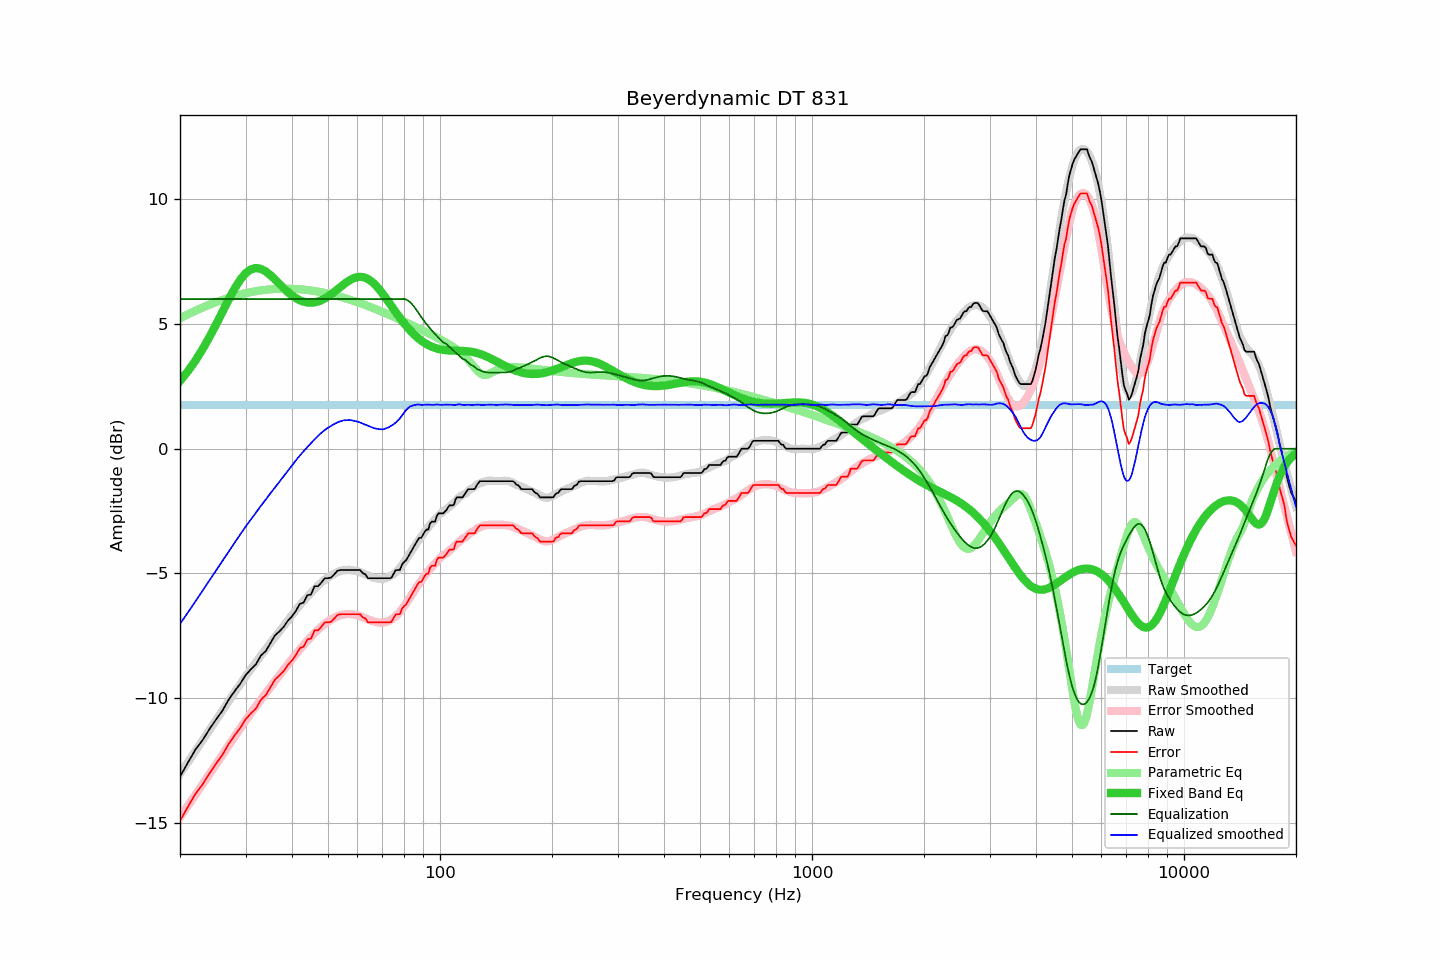 Beyerdynamic DT 831
Amplitude (dBr)
10
5
0
−5
−10
−15
100
1000
10000
Frequency (Hz)
Target
Raw Smoothed
Error Smoothed
Raw
Error
Parametric Eq
Fixed Band Eq
Equalization
Equalized smoothed